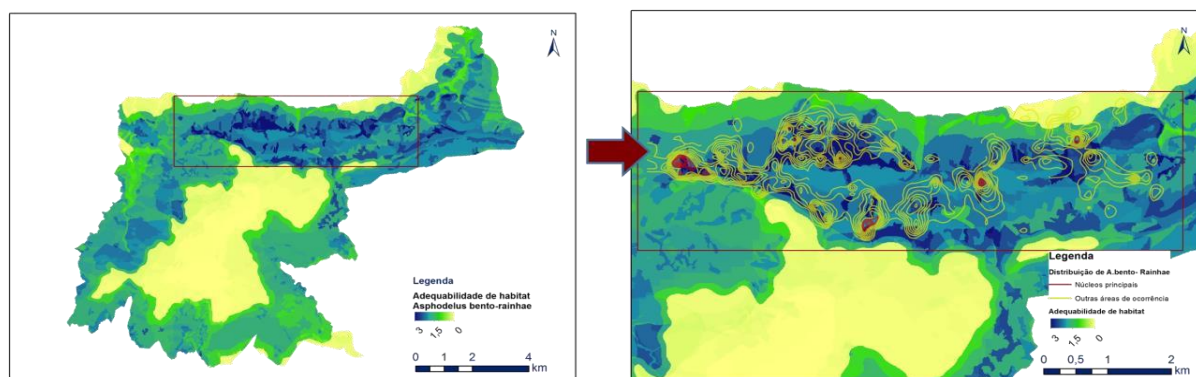 N
Legenda
Adequabilidade de habitat
Asphodelus bento-rainhae
3 1,5 0
0 1 2 4
km
N
Legenda
Distribuição de A.bento- Rainhae
Núcleos principais
Outras áreas de ocorrência
Adequabilidade de habitat
3 1,5 0
0 0,5 1 2
km